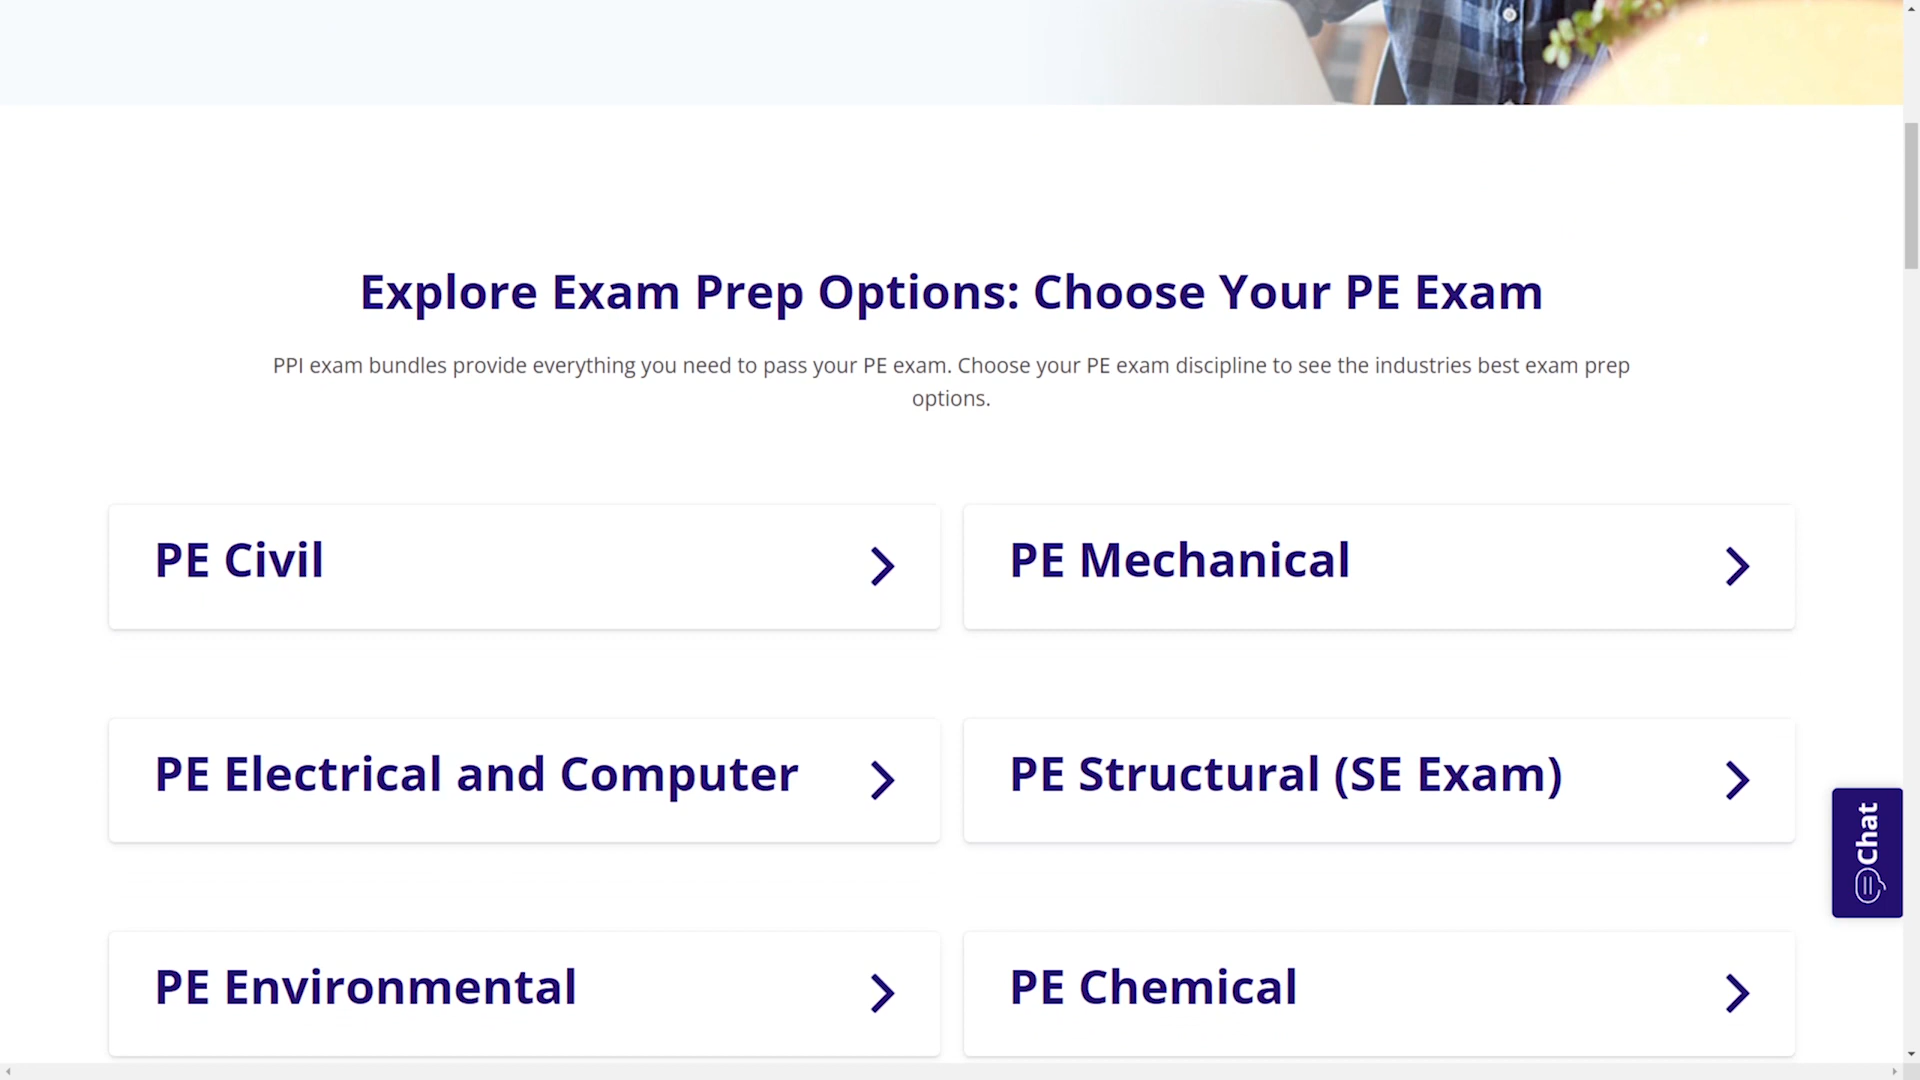 Explore Exam Prep Options: Choose Your PE Exam
PPI exam bundles provide everything you need to pass your PE exam. Choose your PE exam discipline to see the industries best exam prep
options.
PE Civil
PE Mechanical
PE Electrical and Computer
PE Structural (SE Exam)
Chat
PE Environmental
PE Chemical